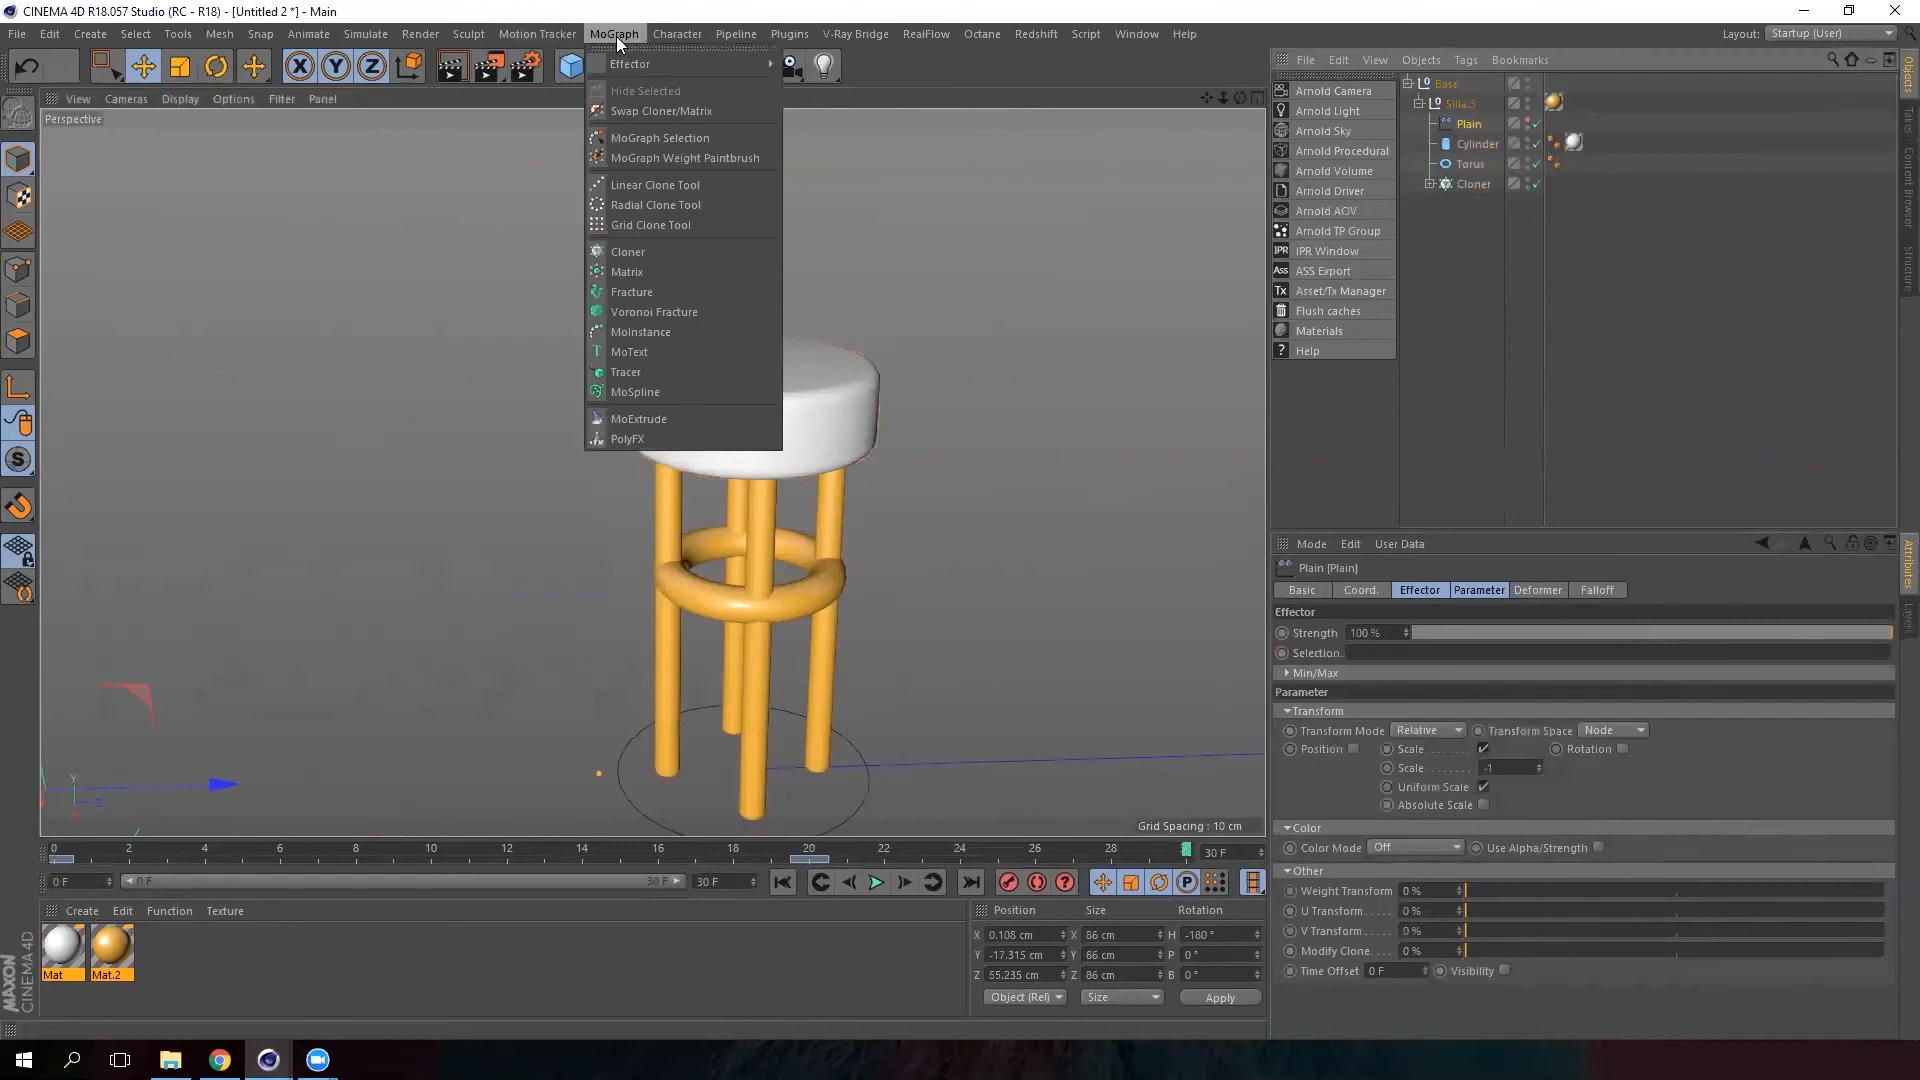 CINEMA 4D R18.057 Studio (RC - R18) - [Untitled 2 *] - Main
File Edit Create Select Tools Mesh Snap Animate Simulate Render Sculpt Motion Tracker MoGraph Character Pipeline Plugins V-Ray Bridge RealFlow Octane Redshift Script Window Help
Layout: Startup (User)
View Cameras Display Options Filter Panel
Perspective
Effector
Hide Selected
Swap Cloner/Matrix
MoGraph Selection
MoGraph Weight Paintbrush
Linear Clone Tool
Radial Clone Tool
Grid Clone Tool
Cloner
Matrix
Fracture
Voronoi Fracture
MoInstance
MoText
Tracer
MoSpline
MoExtrude
PolyFX
Grid Spacing : 10 cm
File Edit View Objects Tags Bookmarks
Arnold Camera
Arnold Light
Arnold Sky
Arnold Procedural
Arnold Volume
Arnold Driver
Arnold AOV
Arnold TP Group
IPR IPR Window
Ass ASS Export
Tx Asset/Tx Manager
Flush caches
Materials
? Help
Base
Silla.3
Plain
Cylinder
Torus
Cloner
Objects
Takes
Content Browser
Structure
Mode Edit User Data
Plain [Plain]
Basic Coord. Effector Parameter Deformer Falloff
Effector
Strength 100 %
Selection
Min/Max
Parameter
Transform
Transform Mode Relative Transform Space Node
Position Scale Rotation
Scale -1
Uniform Scale
Absolute Scale
Color
Color Mode Off Use Alpha/Strength
Other
Weight Transform 0 %
U Transform 0 %
V Transform 0 %
Modify Clone 0 %
Time Offset 0 F Visibility
Attributes
Layers
0 2 4 6 8 10 12 14 16 18 20 22 24 26 28 30 F
0 F 0 F 30 F 30 F
Create Edit Function Texture
Mat Mat.2
Position Size Rotation
X 0.108 cm X 86 cm H -180 °
Y -17.315 cm Y 86 cm P 0 °
Z 55.235 cm Z 86 cm B 0 °
Object (Rel) Size Apply
MAXON
CINEMA 4D